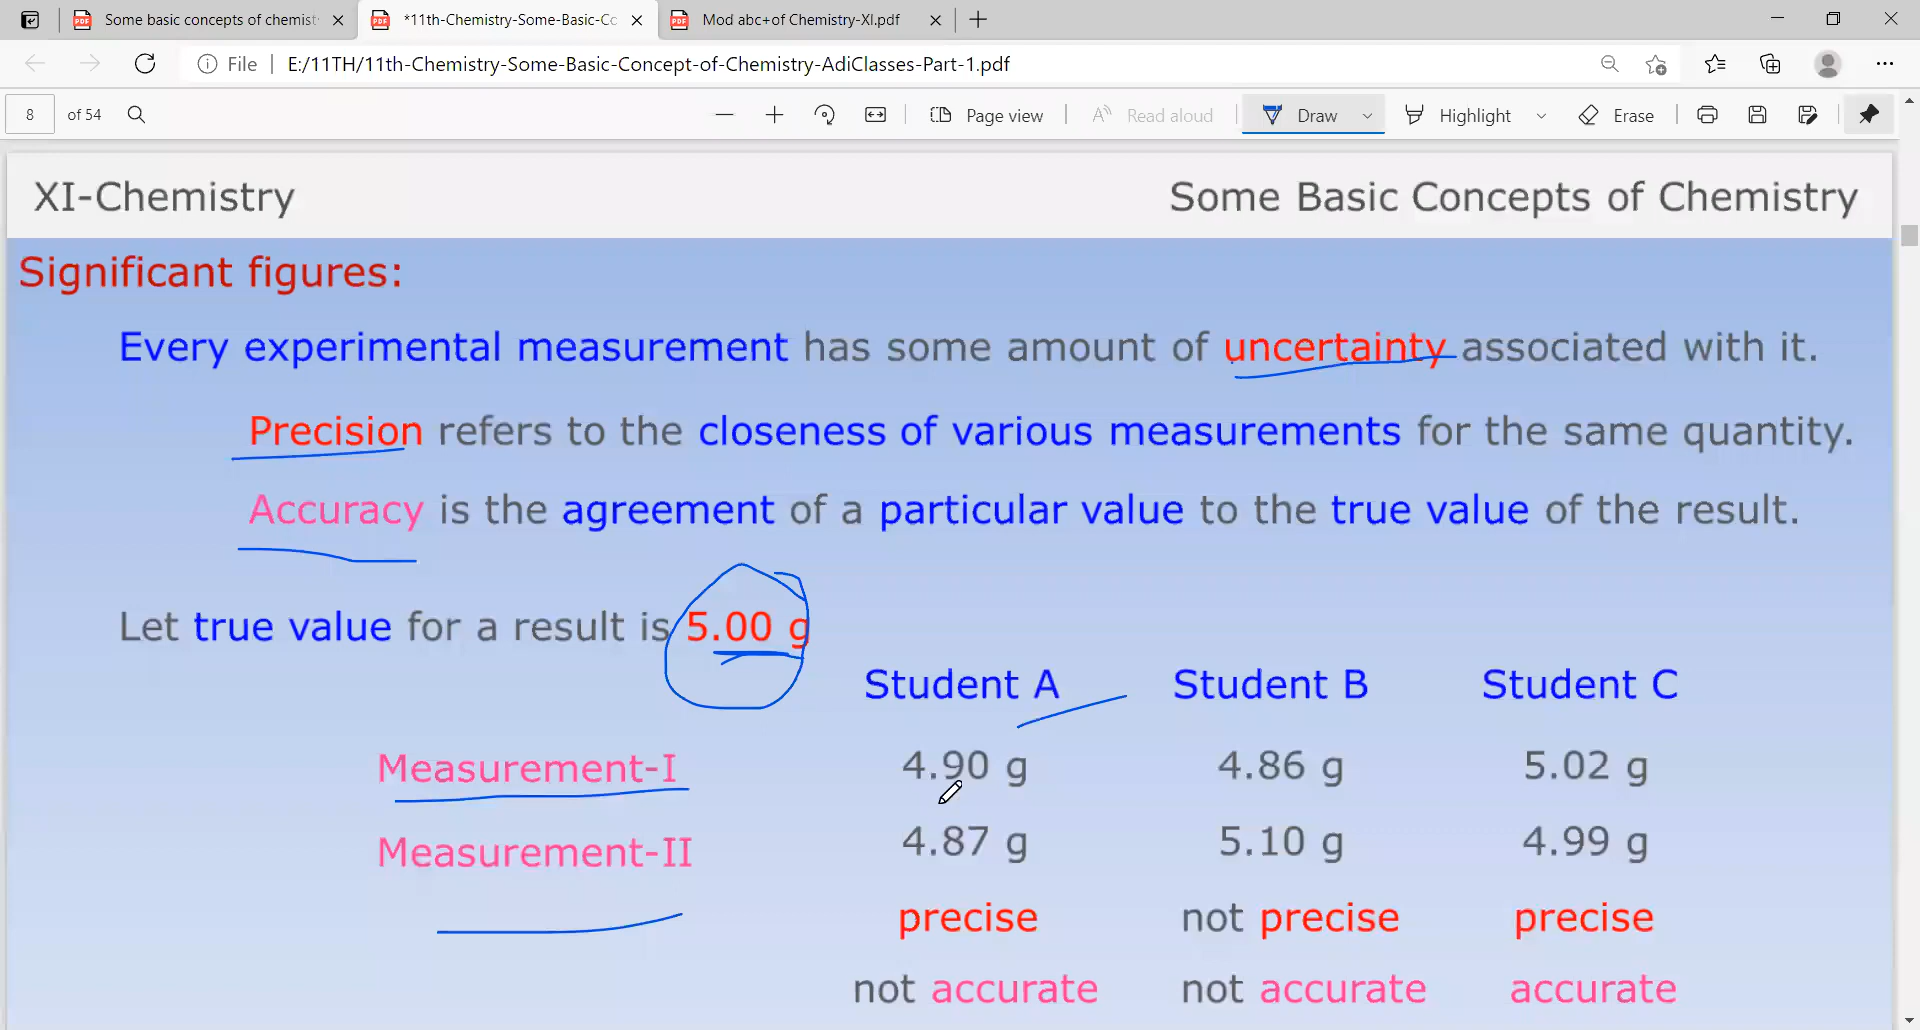 Some basic concepts of chemist
*11th-Chemistry-Some-Basic-Co
Mod abc+of Chemistry-XI.pdf
File
E:/11TH/11th-Chemistry-Some-Basic-Concept-of-Chemistry-AdiClasses-Part-1.pdf
8 of 54
Page view
Read aloud
Draw
Highlight
Erase
XI-Chemistry
Some Basic Concepts of Chemistry
Significant figures:
Every experimental measurement has some amount of uncertainty associated with it.
Precision refers to the closeness of various measurements for the same quantity.
Accuracy is the agreement of a particular value to the true value of the result.
Let true value for a result is 5.00 g
Student A Student B Student C
Measurement-I 4.90 g 4.86 g 5.02 g
Measurement-II 4.87 g 5.10 g 4.99 g
precise not precise precise
not accurate not accurate accurate